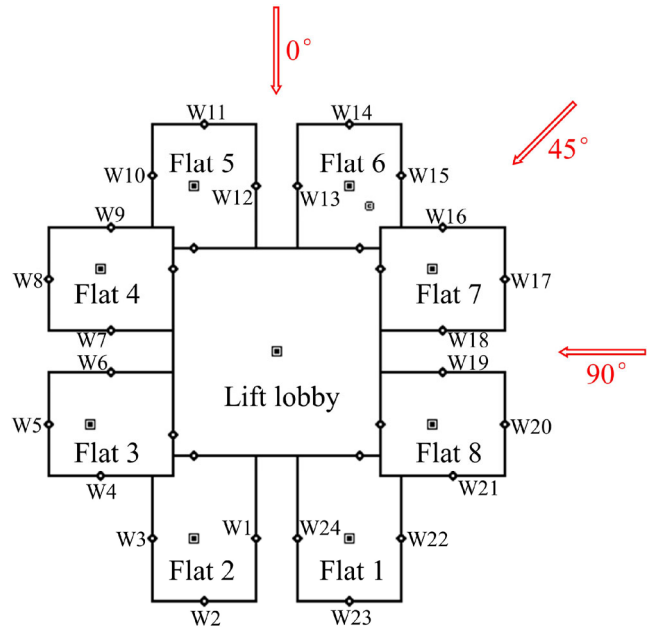 0°
W11 W14
45°
Flat 5 Flat 6
W10 W12 W13 W15
W9 W16
W8 W17
Flat 4 Flat 7
W7 W18
90°
W6 W19
Lift lobby
W5 W20
Flat 3 Flat 8
W4 W21
W3 W1 W24 W22
Flat 2 Flat 1
W2 W23